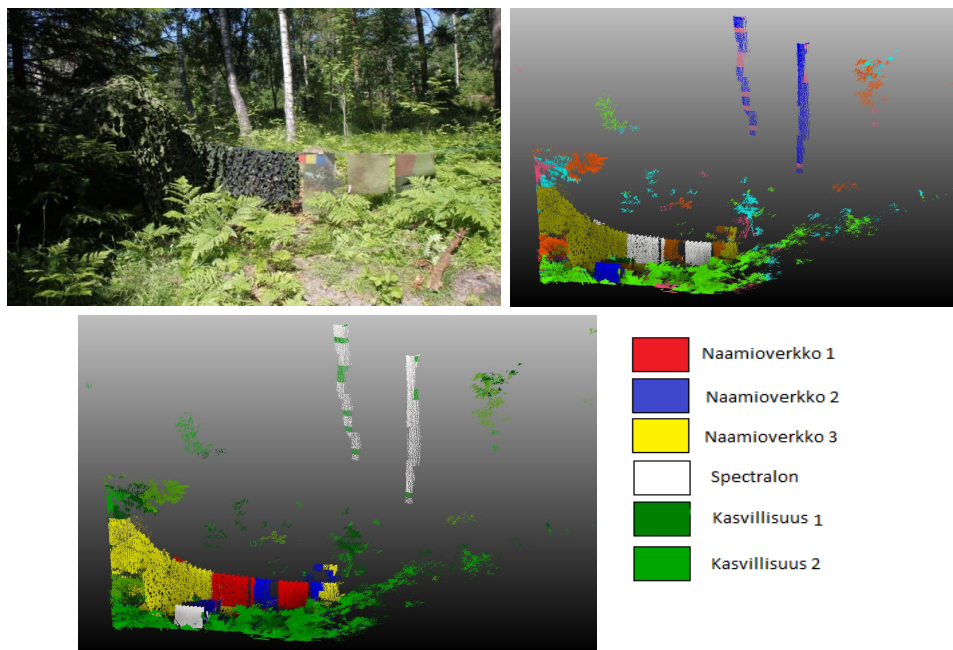 Naamioverkko 1
Naamioverkko 2
Naamioverkko 3
Spectralon
Kasvillisuus 1
Kasvillisuus 2